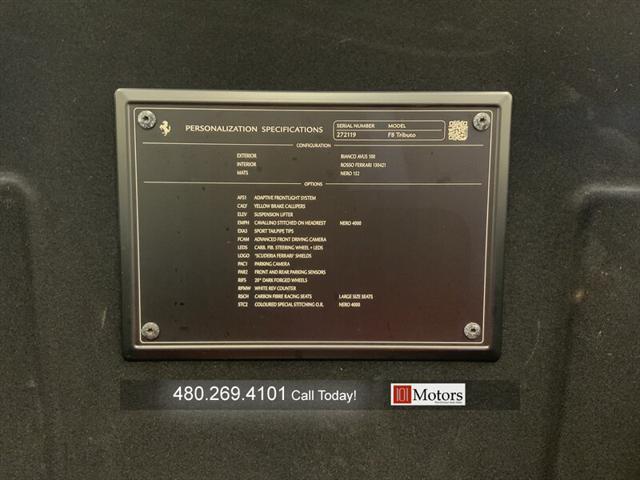 PERSONALIZATION SPECIFICATIONS
SERIAL NUMBER MODEL
272119 F8 Tributo
CONFIGURATION
EXTERIOR BIANCO AVUS 100
INTERIOR ROSSO FERRARI 130421
MATS NERO 132
OPTIONS
AFS1 ADAPTIVE FRONTLIGHT SYSTEM
CALY YELLOW BRAKE CALLIPERS
ELEV SUSPENSION LIFTER
EMPH CAVALLINO STITCHED ON HEADREST NERO 4000
EXA3 SPORT TAILPIPE TIPS
FCAM ADVANCED FRONT DRIVING CAMERA
LEDS CARB. FIB. STEERING WHEEL + LEDS
LOGO "SCUDERIA FERRARI" SHIELDS
PAC1 PARKING CAMERA
PAR2 FRONT AND REAR PARKING SENSORS
RIF5 20" DARK FORGED WHEELS
RPMW WHITE REV COUNTER
RSCH CARBON FIBRE RACING SEATS LARGE SIZE SEATS
STC2 COLOURED SPECIAL STITCHING O.R. NERO 4000
480.269.4101 Call Today!
101 Motors